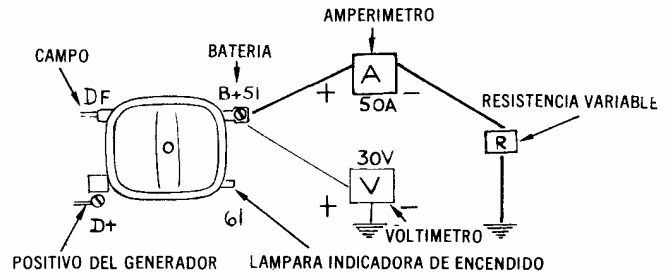 AMPERIMETRO
BATERIA
CAMPO
DF
B+51
+ A -
50A
RESISTENCIA VARIABLE
R
30V
+ V -
D+
61
VOLTIMETRO
POSITIVO DEL GENERADOR
LAMPARA INDICADORA DE ENCENDIDO